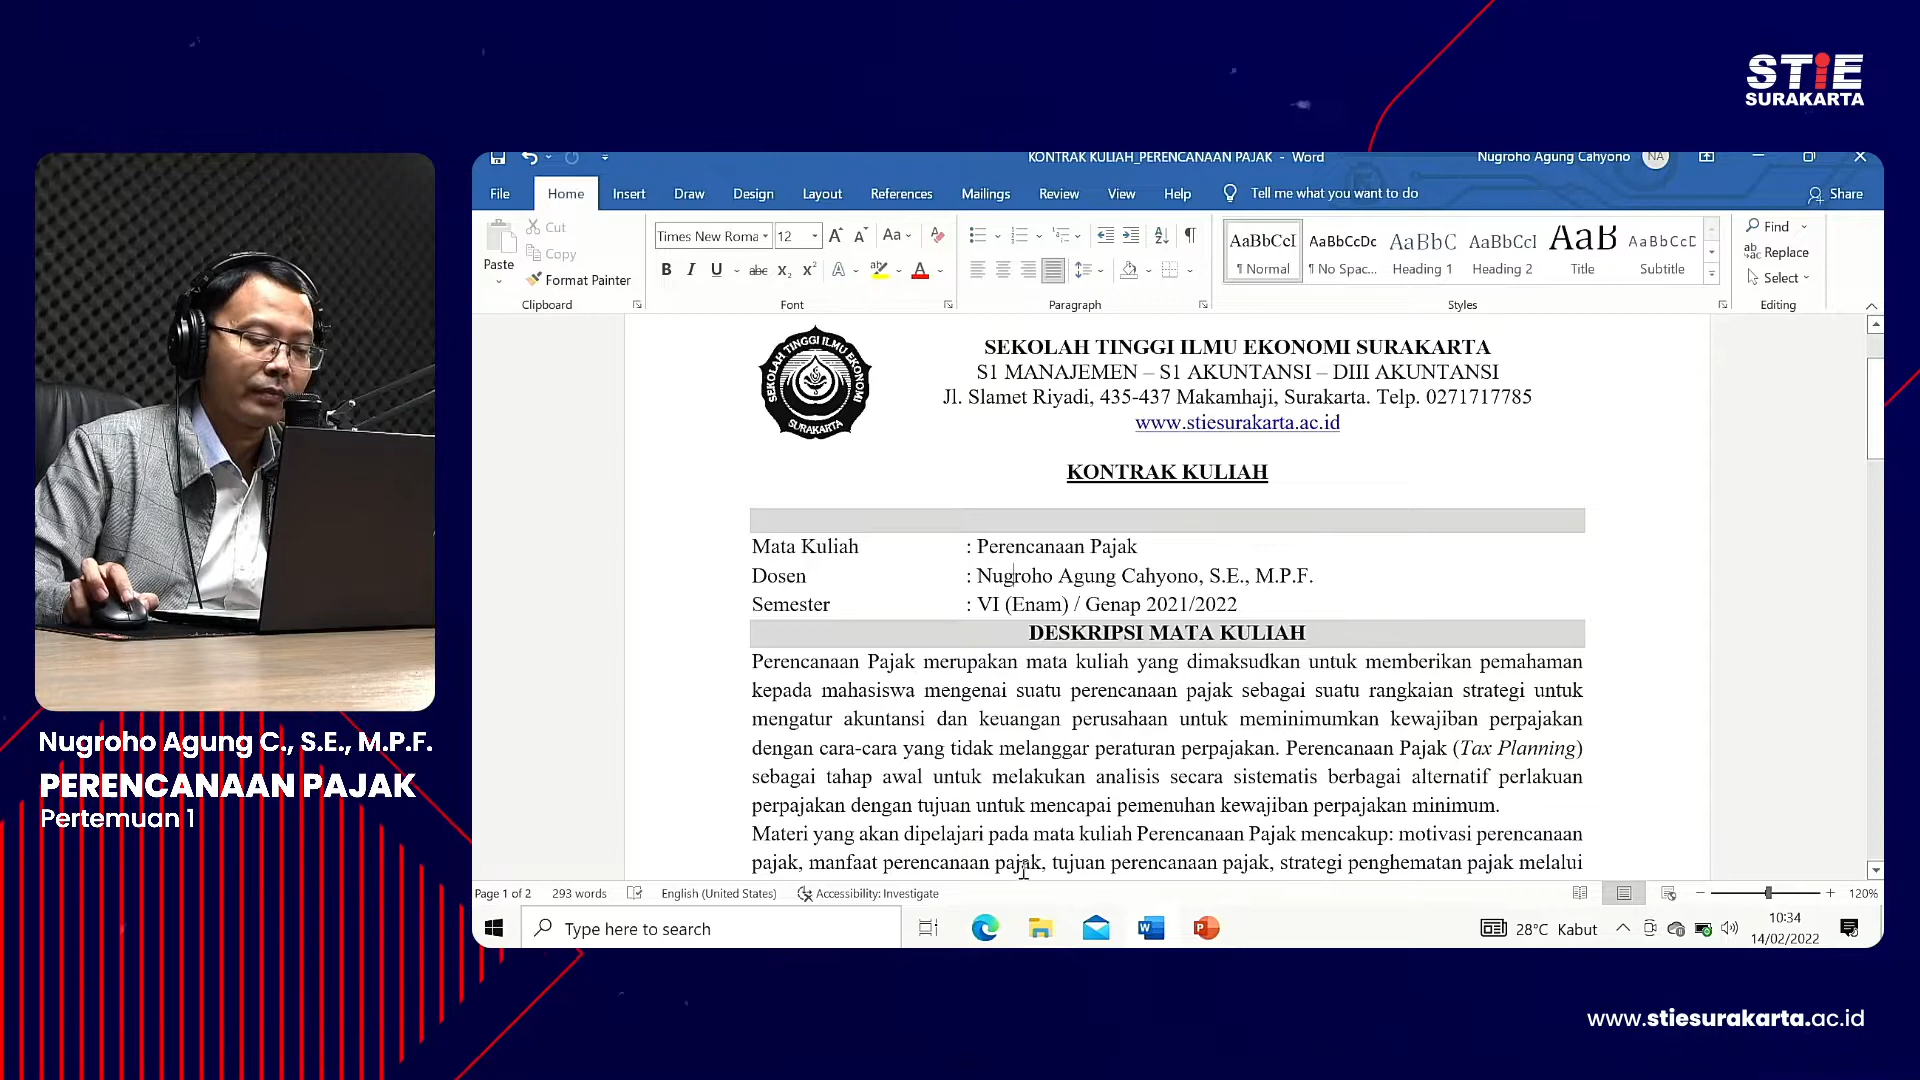 STiE
SURAKARTA
KONTRAK KULIAH_PERENCANAAN PAJAK - Word
Nugroho Agung Cahyono
NA
File
Home
Insert
Draw
Design
Layout
References
Mailings
Review
View
Help
Tell me what you want to do
Share
Paste
Cut
Copy
Format Painter
Clipboard
Times New Roma
12
Font
Paragraph
AaBbCcI
¶ Normal
AaBbCcDc
¶ No Spac...
AaBbC
Heading 1
AaBbCcI
Heading 2
AaB
Title
AaBbCcD
Subtitle
Styles
Find
Replace
Select
Editing
SEKOLAH TINGGI ILMU EKONOMI
SURAKARTA
SEKOLAH TINGGI ILMU EKONOMI SURAKARTA
S1 MANAJEMEN – S1 AKUNTANSI – DIII AKUNTANSI
Jl. Slamet Riyadi, 435-437 Makamhaji, Surakarta. Telp. 0271717785
www.stiesurakarta.ac.id
KONTRAK KULIAH
Mata Kuliah : Perencanaan Pajak
Dosen : Nugroho Agung Cahyono, S.E., M.P.F.
Semester : VI (Enam) / Genap 2021/2022
DESKRIPSI MATA KULIAH
Perencanaan Pajak merupakan mata kuliah yang dimaksudkan untuk memberikan pemahaman
kepada mahasiswa mengenai suatu perencanaan pajak sebagai suatu rangkaian strategi untuk
mengatur akuntansi dan keuangan perusahaan untuk meminimumkan kewajiban perpajakan
dengan cara-cara yang tidak melanggar peraturan perpajakan. Perencanaan Pajak (Tax Planning)
sebagai tahap awal untuk melakukan analisis secara sistematis berbagai alternatif perlakuan
perpajakan dengan tujuan untuk mencapai pemenuhan kewajiban perpajakan minimum.
Materi yang akan dipelajari pada mata kuliah Perencanaan Pajak mencakup: motivasi perencanaan
pajak, manfaat perencanaan pajak, tujuan perencanaan pajak, strategi penghematan pajak melalui
Page 1 of 2
293 words
English (United States)
Accessibility: Investigate
120%
Type here to search
28°C Kabut
10:34
14/02/2022
Nugroho Agung C., S.E., M.P.F.
PERENCANAAN PAJAK
Pertemuan 1
www.stiesurakarta.ac.id